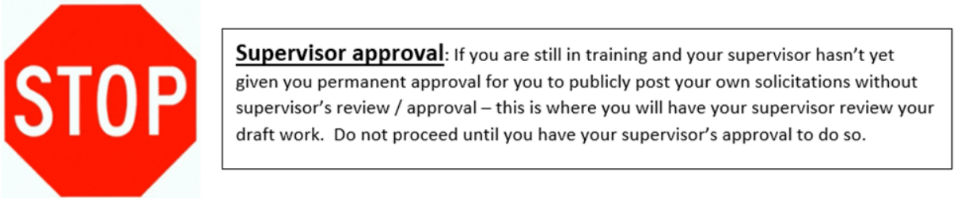 STOP
Supervisor approval: If you are still in training and your supervisor hasn't yet
given you permanent approval for you to publicly post your own solicitations without
supervisor's review / approval – this is where you will have your supervisor review your
draft work.  Do not proceed until you have your supervisor's approval to do so.